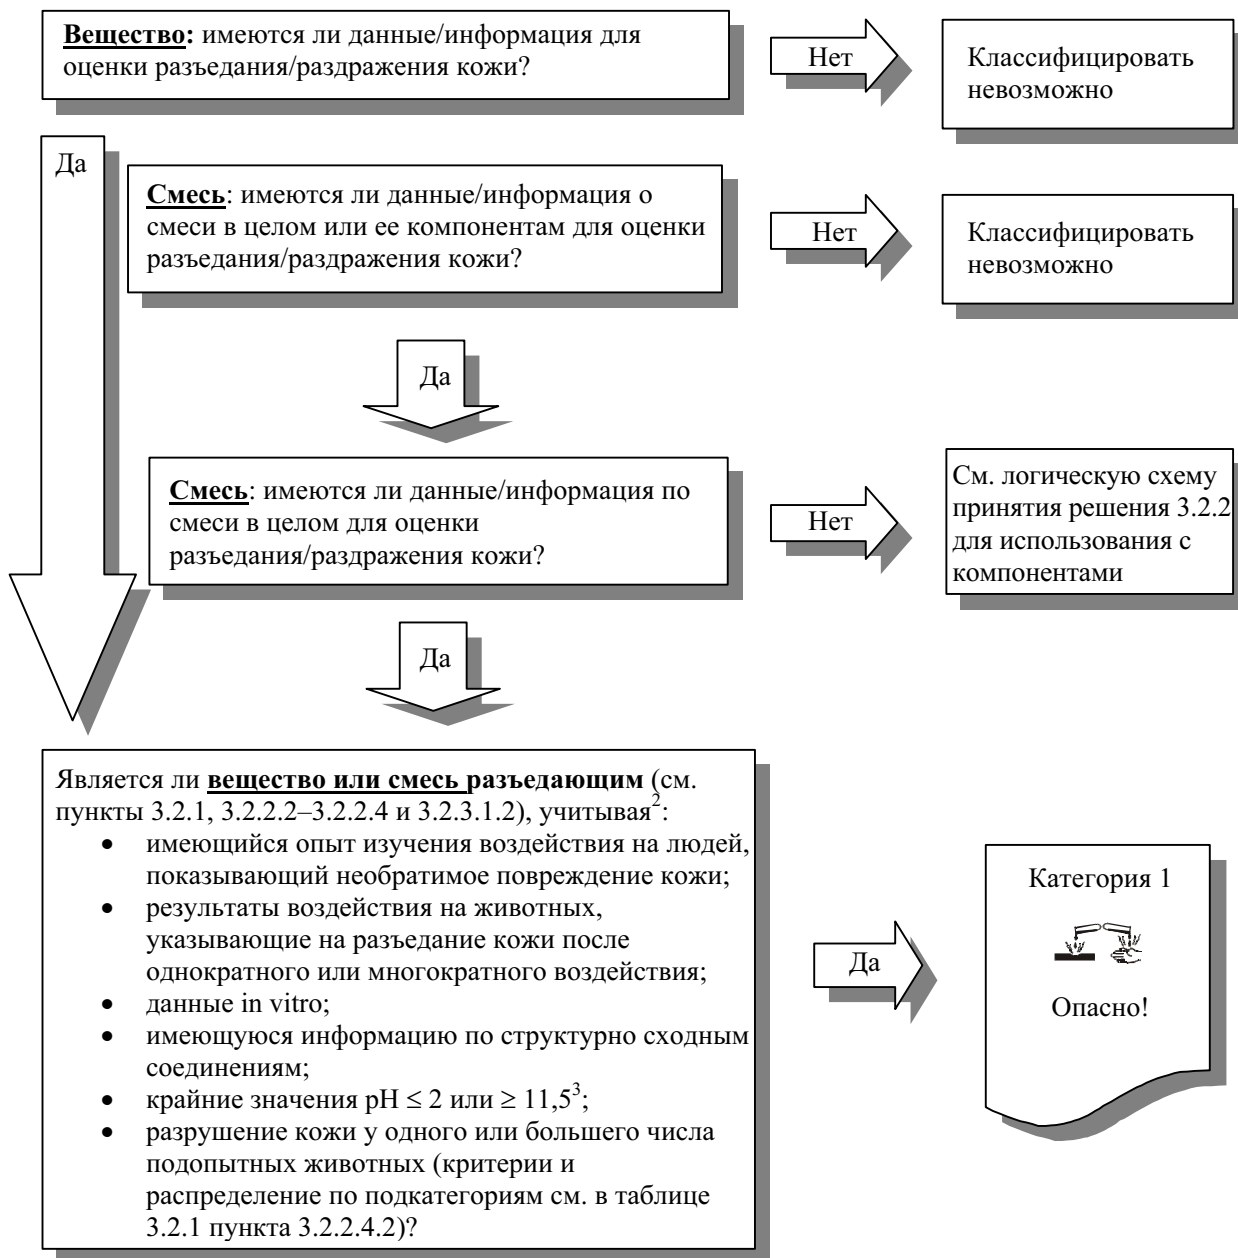 Вещество: имеются ли данные/информация для
оценки разъедания/раздражения кожи?
Нет
Классифицировать
невозможно
Да
Смесь: имеются ли данные/информация о
смеси в целом или ее компонентам для оценки
разъедания/раздражения кожи?
Нет
Классифицировать
невозможно
Да
Смесь: имеются ли данные/информация по
смеси в целом для оценки
разъедания/раздражения кожи?
Нет
См. логическую схему
принятия решения 3.2.2
для использования с
компонентами
Да
Является ли вещество или смесь разъедающим (см.
пункты 3.2.1, 3.2.2.2–3.2.2.4 и 3.2.3.1.2), учитывая²:
• имеющийся опыт изучения воздействия на людей,
показывающий необратимое повреждение кожи;
• результаты воздействия на животных,
указывающие на разъедание кожи после
однократного или многократного воздействия;
• данные in vitro;
• имеющуюся информацию по структурно сходным
соединениям;
• крайние значения pH ≤ 2 или ≥ 11,5³;
• разрушение кожи у одного или большего числа
подопытных животных (критерии и
распределение по подкатегориям см. в таблице
3.2.1 пункта 3.2.2.4.2)?
Да
Категория 1
Опасно!